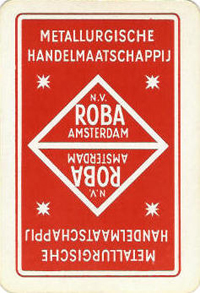 METALLURGISCHE
HANDELMAATSCHAPPIJ
N.V.
ROBA
AMSTERDAM
AMSTERDAM
ROBA
N.V.
HANDELMAATSCHAPPIJ
METALLURGISCHE